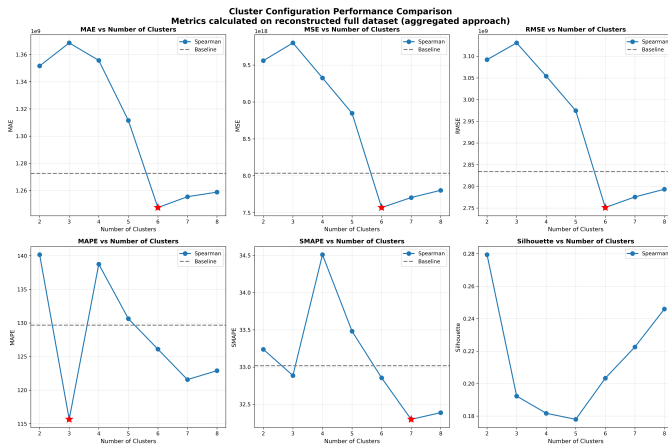 Cluster Configuration Performance Comparison
Metrics calculated on reconstructed full dataset (aggregated approach)
MAE vs Number of Clusters
1e9
Spearman
Baseline
1.36
1.34
1.32
1.30
1.28
1.26
MAE
2 3 4 5 6 7 8
Number of Clusters
MSE vs Number of Clusters
1e18
Spearman
Baseline
9.5
9.0
8.5
8.0
7.5
MSE
2 3 4 5 6 7 8
Number of Clusters
RMSE vs Number of Clusters
1e9
Spearman
Baseline
3.10
3.05
3.00
2.95
2.90
2.85
2.80
2.75
RMSE
2 3 4 5 6 7 8
Number of Clusters
MAPE vs Number of Clusters
Spearman
Baseline
140
135
130
125
120
115
MAPE
2 3 4 5 6 7 8
Number of Clusters
SMAPE vs Number of Clusters
Spearman
Baseline
34.5
34.0
33.5
33.0
32.5
SMAPE
2 3 4 5 6 7 8
Number of Clusters
Silhouette vs Number of Clusters
Spearman
0.28
0.26
0.24
0.22
0.20
0.18
Silhouette
2 3 4 5 6 7 8
Number of Clusters